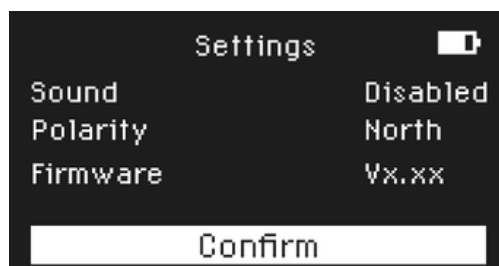 Settings
Sound Disabled
Polarity North
Firmware Vx.xx
Confirm